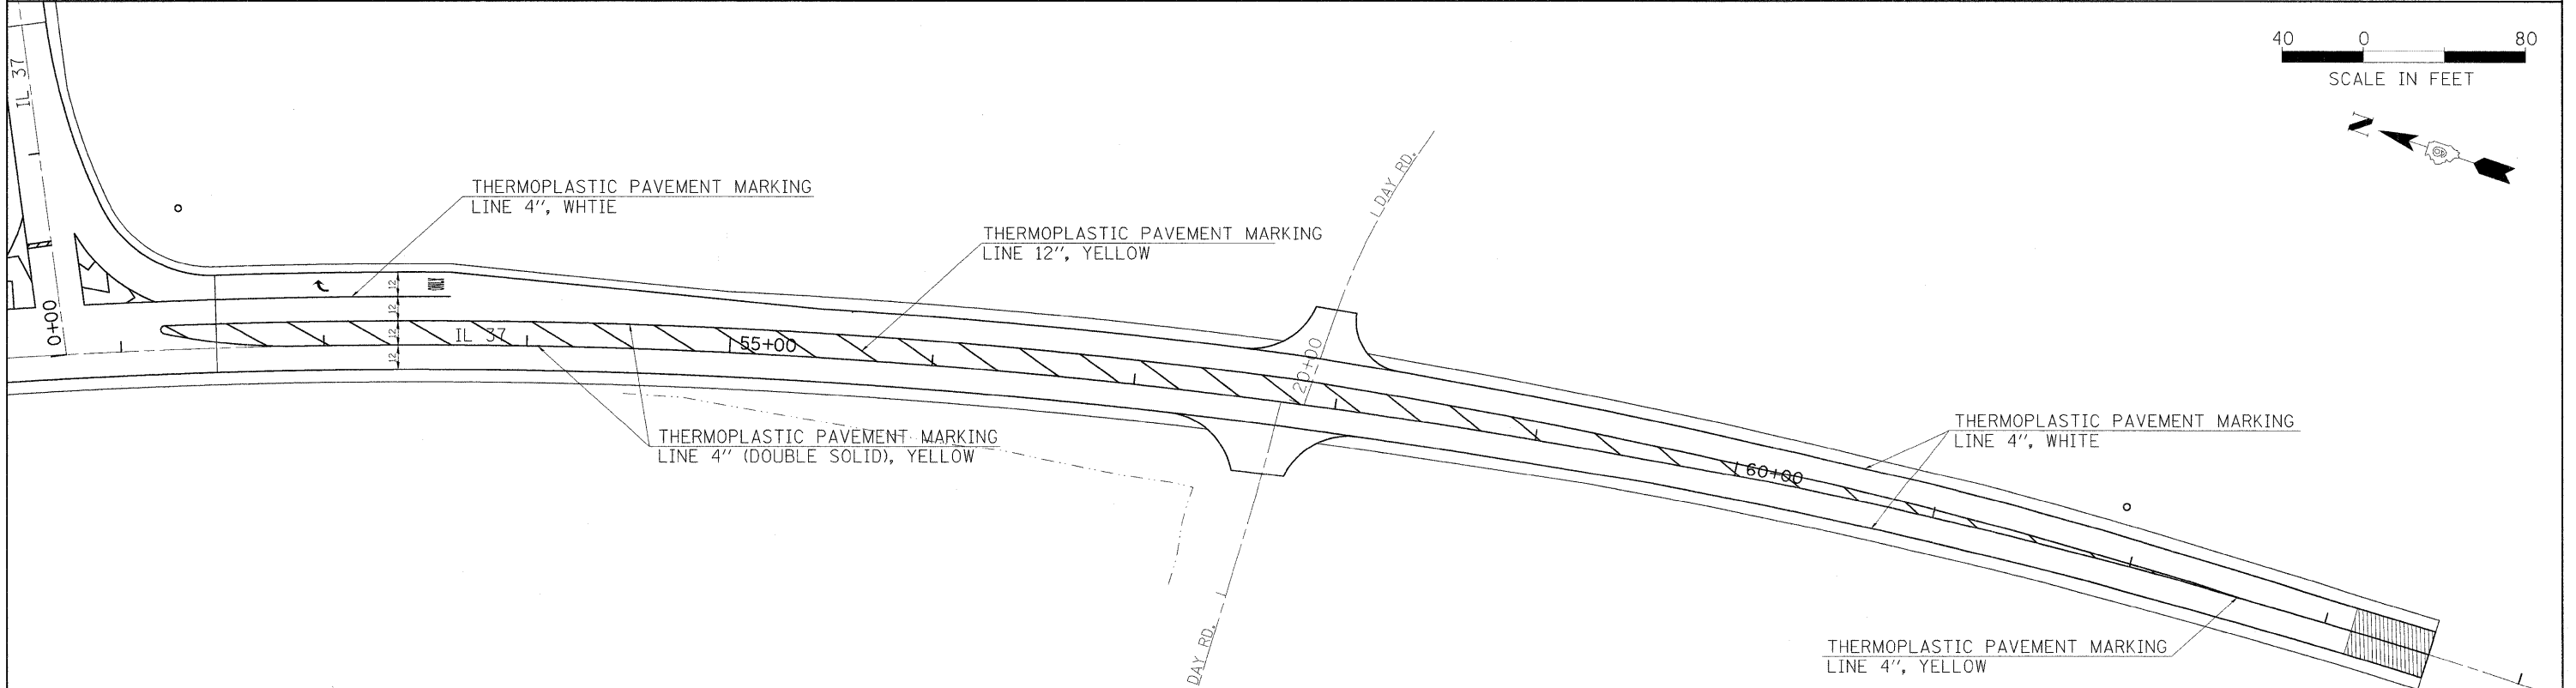 40 0 80
SCALE IN FEET
N
IL 37
DAY RD.
THERMOPLASTIC PAVEMENT MARKING
LINE 4", WHTIE
THERMOPLASTIC PAVEMENT MARKING
LINE 12", YELLOW
0+00
12
12
12
12
IL 37
55+00
20+00
THERMOPLASTIC PAVEMENT MARKING
LINE 4" (DOUBLE SOLID), YELLOW
THERMOPLASTIC PAVEMENT MARKING
LINE 4", WHITE
60+00
DAY RD.
THERMOPLASTIC PAVEMENT MARKING
LINE 4", YELLOW